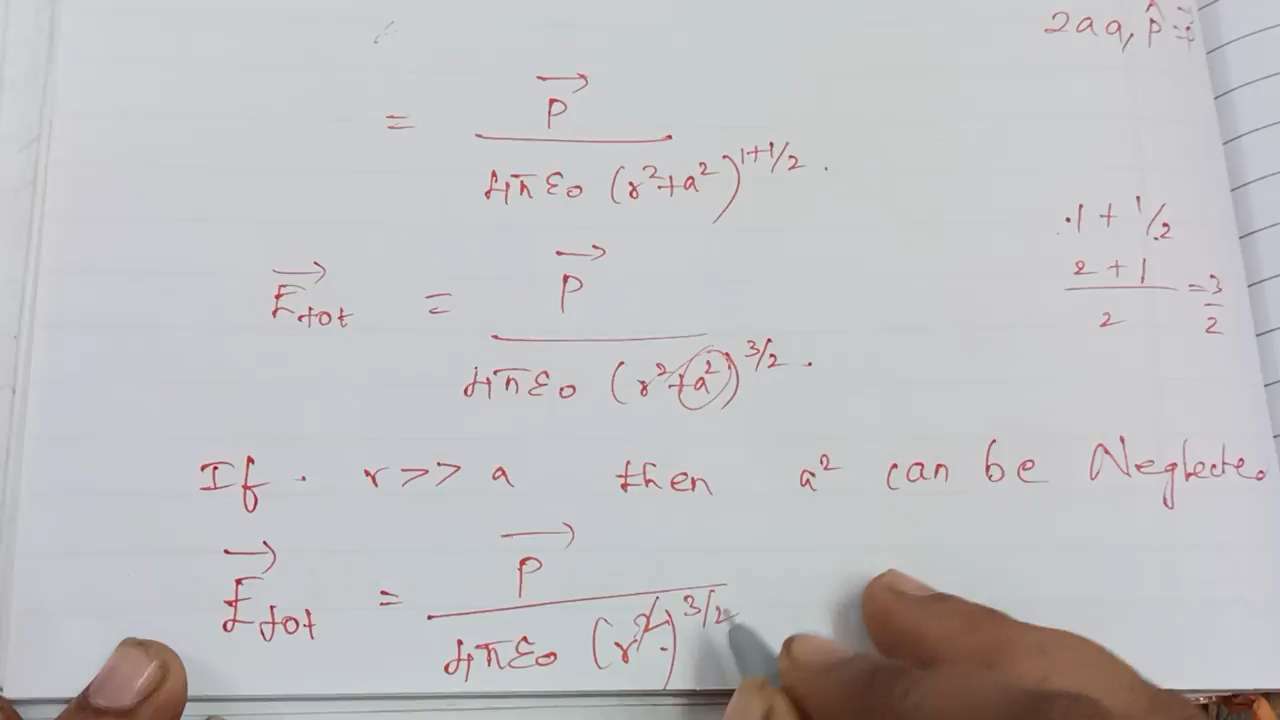 2aq, p̂ = p⃗
= P⃗ / 4πε₀ (r²+a²)^(1+1/2) .
.1 + 1/2
2 + 1 / 2 = 3/2
E⃗tot = P⃗ / 4πε₀ (r²+a²)^(3/2) .
If . r >> a then a² can be Neglecte.
E⃗tot = P⃗ / 4πε₀ (r²)^(3/2)